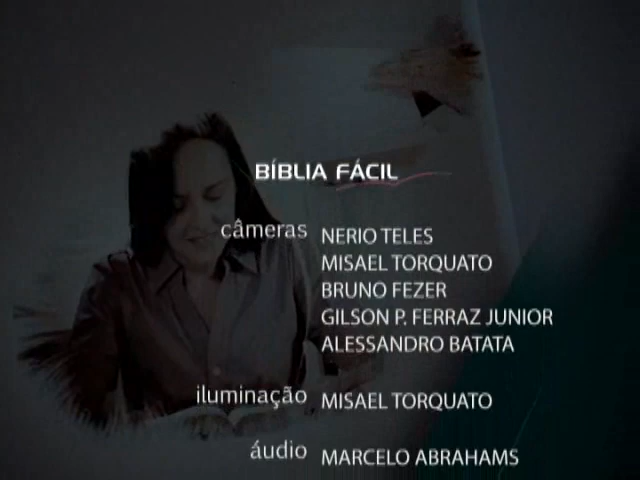 BÍBLIA FÁCIL
câmeras NERIO TELES
MISAEL TORQUATO
BRUNO FEZER
GILSON P. FERRAZ JUNIOR
ALESSANDRO BATATA
iluminação MISAEL TORQUATO
áudio MARCELO ABRAHAMS